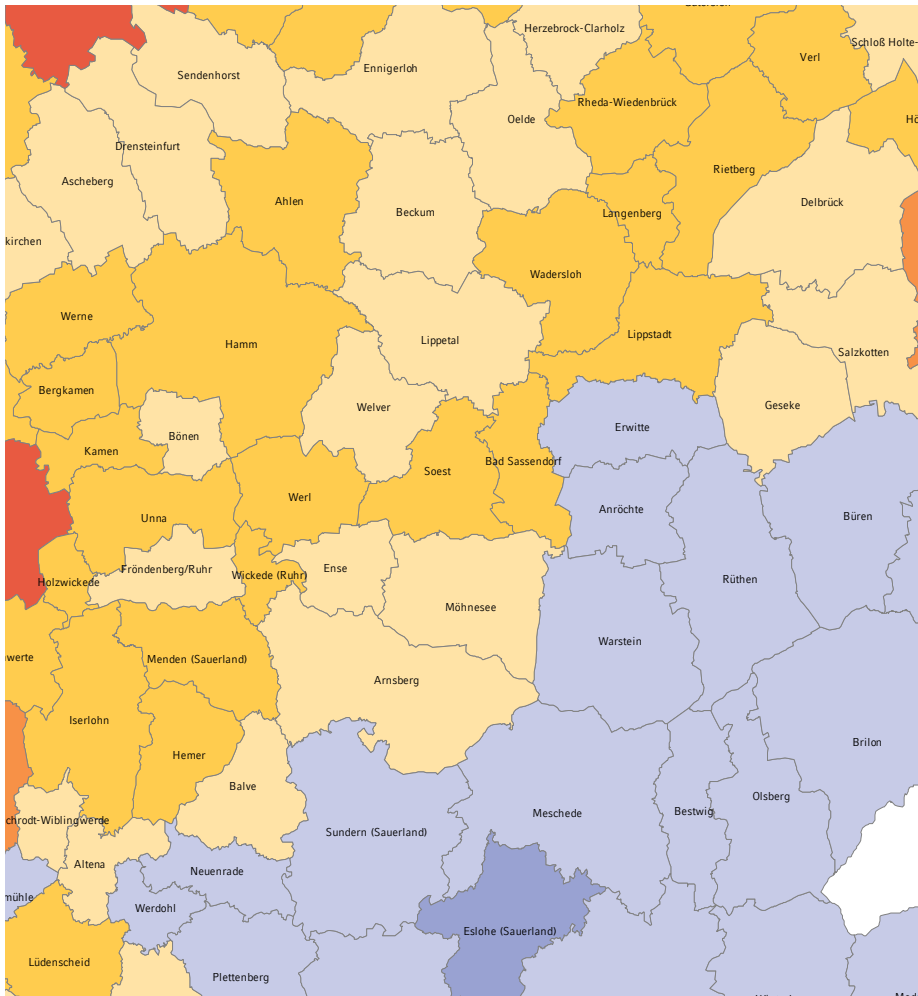 Herzebrock-Clarholz
Schloß Holte-
Verl
Ennigerloh
Sendenhorst
Rheda-Wiedenbrück
Oelde
Drensteinfurt
Rietberg
Ascheberg
Ahlen
Beckum
Langenberg
Delbrück
kirchen
Wadersloh
Werne
Lippstadt
Hamm
Lippetal
Salzkotten
Bergkamen
Welver
Geseke
Erwitte
Bönen
Kamen
Soest
Bad Sassendorf
Werl
Anröchte
Büren
Unna
Fröndenberg/Ruhr
Ense
Wickede (Ruhr)
Holzwickede
Rüthen
Möhnesee
Warstein
werte
Menden (Sauerland)
Arnsberg
Iserlohn
Brilon
Hemer
Balve
Olsberg
Bestwig
Meschede
chrodt-Wiblingwerde
Sundern (Sauerland)
Altena
Neuenrade
mühle
Werdohl
Eslohe (Sauerland)
Lüdenscheid
Plettenberg